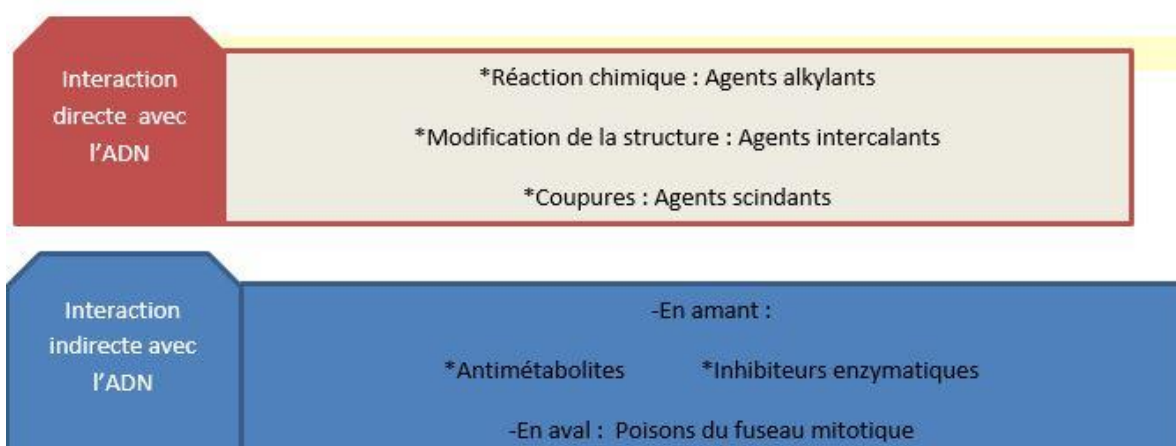 Interaction
directe avec
l'ADN
*Réaction chimique : Agents alkylants
*Modification de la structure : Agents intercalants
*Coupures : Agents scindants
Interaction
indirecte avec
l'ADN
-En amant :
*Antimétabolites *Inhibiteurs enzymatiques
-En aval : Poisons du fuseau mitotique